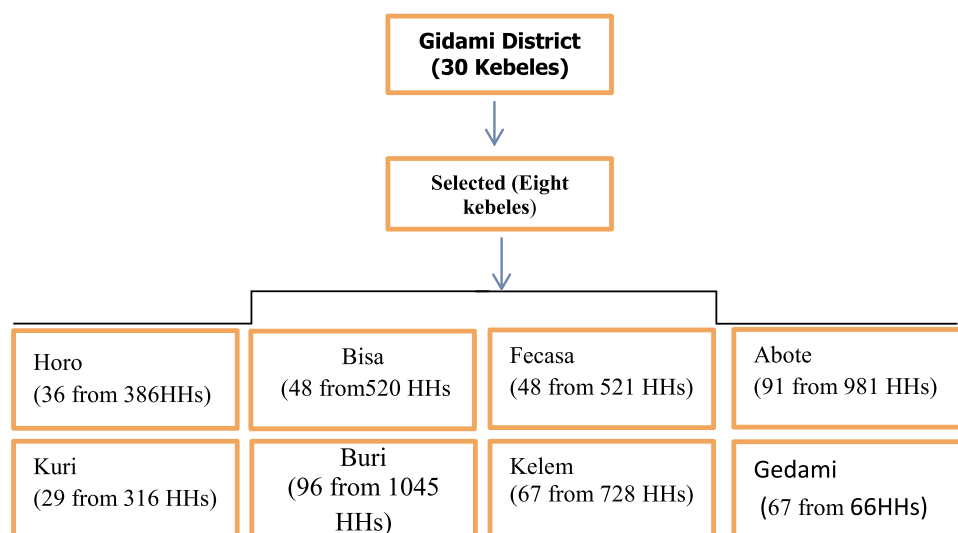 Gidami District
(30 Kebeles)
Selected (Eight
kebeles)
Horo
(36 from 386HHs)
Bisa
(48 from520 HHs
Fecasa
(48 from 521 HHs)
Abote
(91 from 981 HHs)
Kuri
(29 from 316 HHs)
Buri
(96 from 1045
HHs)
Kelem
(67 from 728 HHs)
Gedami
(67 from 66HHs)